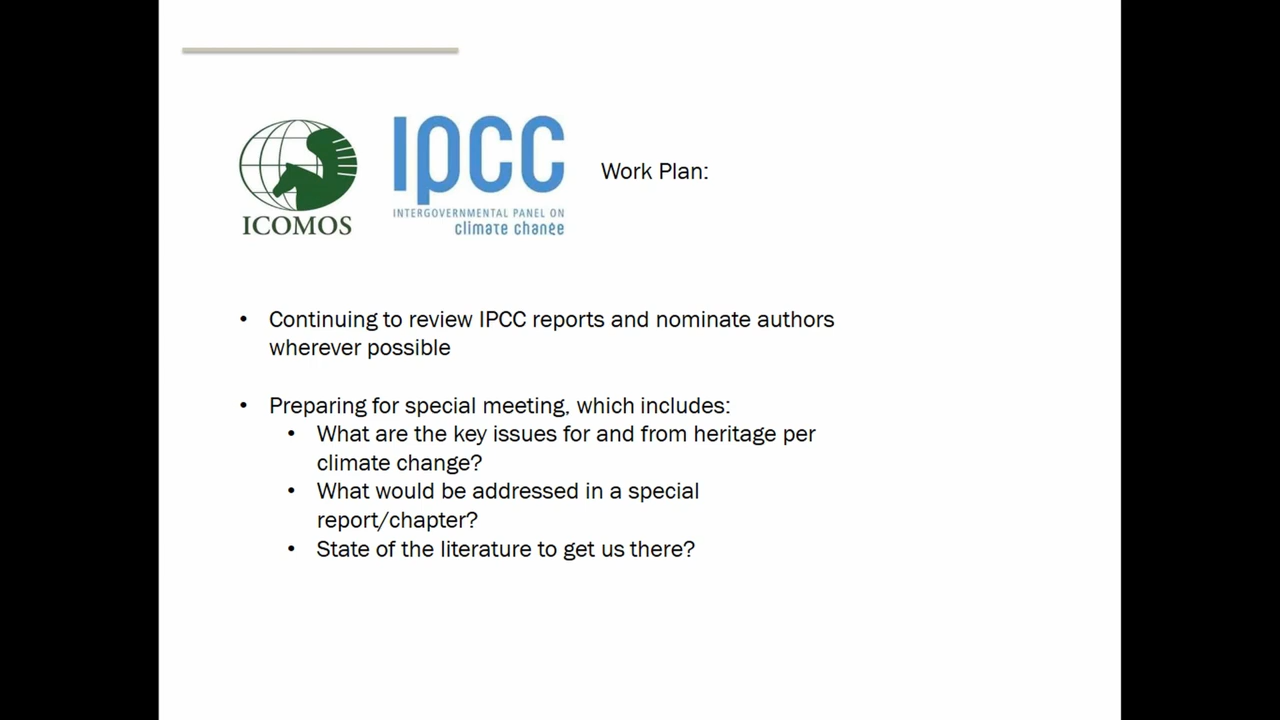 ICOMOS
ipcc
INTERGOVERNMENTAL PANEL ON
climate change
Work Plan:
• Continuing to review IPCC reports and nominate authors
wherever possible
• Preparing for special meeting, which includes:
• What are the key issues for and from heritage per
climate change?
• What would be addressed in a special
report/chapter?
• State of the literature to get us there?